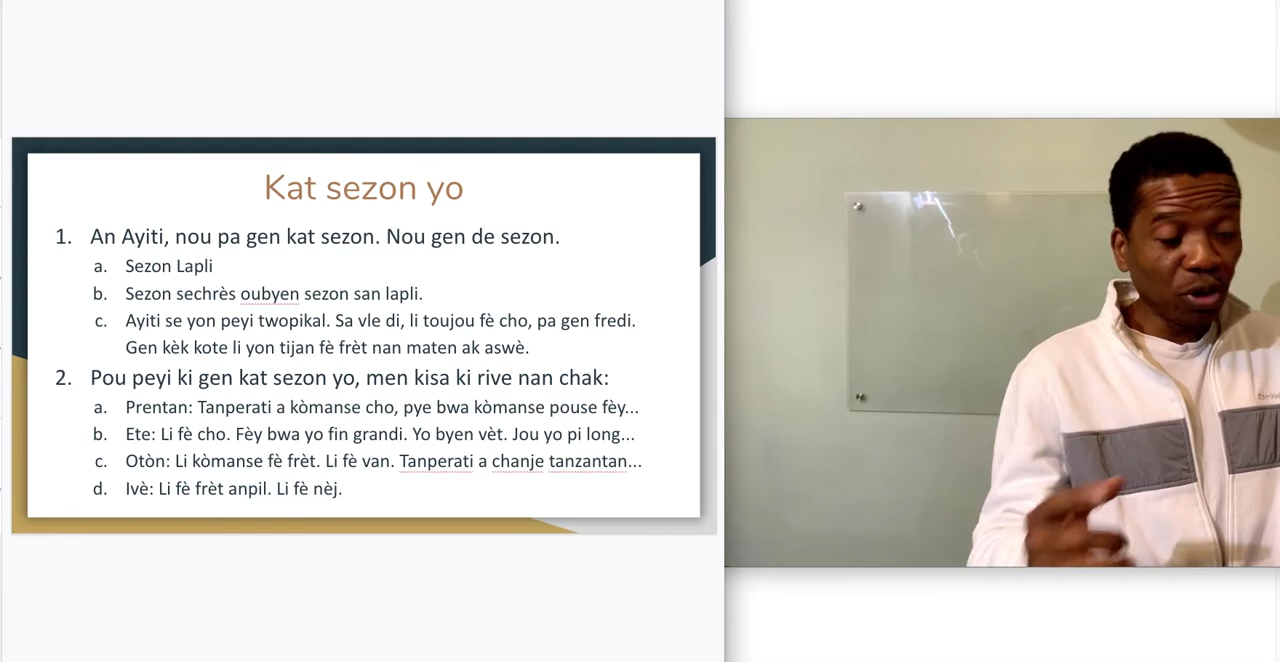 Kat sezon yo
1. An Ayiti, nou pa gen kat sezon. Nou gen de sezon.
a. Sezon Lapli
b. Sezon sechrès oubyen sezon san lapli.
c. Ayiti se yon peyi twopikal. Sa vle di, li toujou fè cho, pa gen fredi.
Gen kèk kote li yon tijan fè frèt nan maten ak aswè.
2. Pou peyi ki gen kat sezon yo, men kisa ki rive nan chak:
a. Prentan: Tanperati a kòmanse cho, pye bwa kòmanse pouse fèy...
b. Ete: Li fè cho. Fèy bwa yo fin grandi. Yo byen vèt. Jou yo pi long...
c. Otòn: Li kòmanse fè frèt. Li fè van. Tanperati a chanje tanzantan...
d. Ivè: Li fè frèt anpil. Li fè nèj.